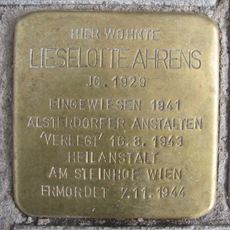 HIER WOHNTE
LIESELOTTE AHRENS
JG. 1929
EINGEWIESEN 1941
ALSTERDORFER ANSTALTEN
'VERLEGT' 16.8.1943
HEILANSTALT
AM STEINHOF WIEN
ERMORDET 7.11.1944